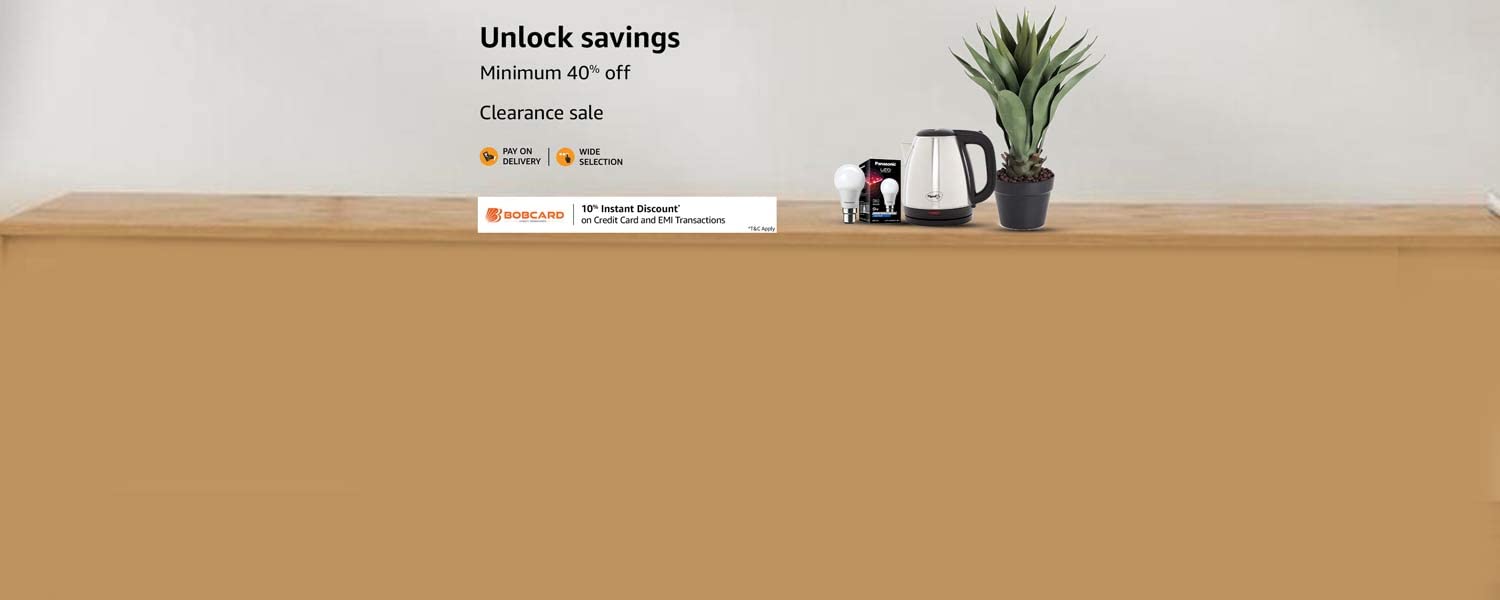 Unlock savings
Minimum 40% off
Clearance sale
PAY ON
DELIVERY
WIDE
SELECTION
BOBCARD
10% Instant Discount*
on Credit Card and EMI Transactions
*T&C Apply
Panasonic
LED